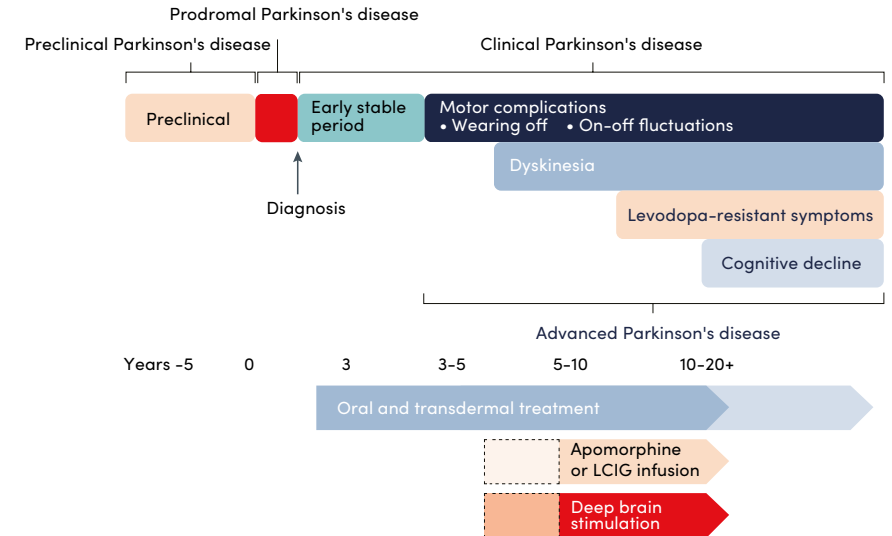 Prodromal Parkinson's disease
Preclinical Parkinson's disease
Clinical Parkinson's disease
Preclinical
Early stable
period
Motor complications
• Wearing off • On-off fluctuations
Dyskinesia
Diagnosis
Levodopa-resistant symptoms
Cognitive decline
Advanced Parkinson's disease
Years -5 0 3 3-5 5-10 10-20+
Oral and transdermal treatment
Apomorphine
or LCIG infusion
Deep brain
stimulation